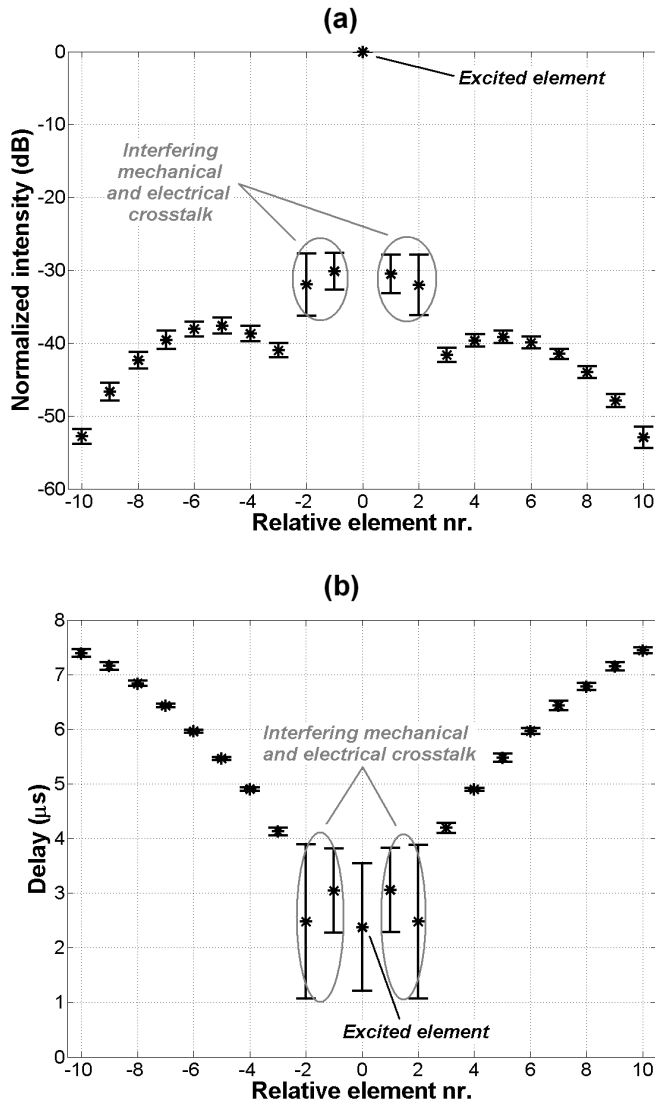 (a)
Normalized intensity (dB)
0
-10
-20
-30
-40
-50
-60
Excited element
Interfering
mechanical
and electrical
crosstalk
-10 -8 -6 -4 -2 0 2 4 6 8 10
Relative element nr.
(b)
Delay (μs)
8
7
6
5
4
3
2
1
0
Interfering mechanical
and electrical crosstalk
Excited element
-10 -8 -6 -4 -2 0 2 4 6 8 10
Relative element nr.